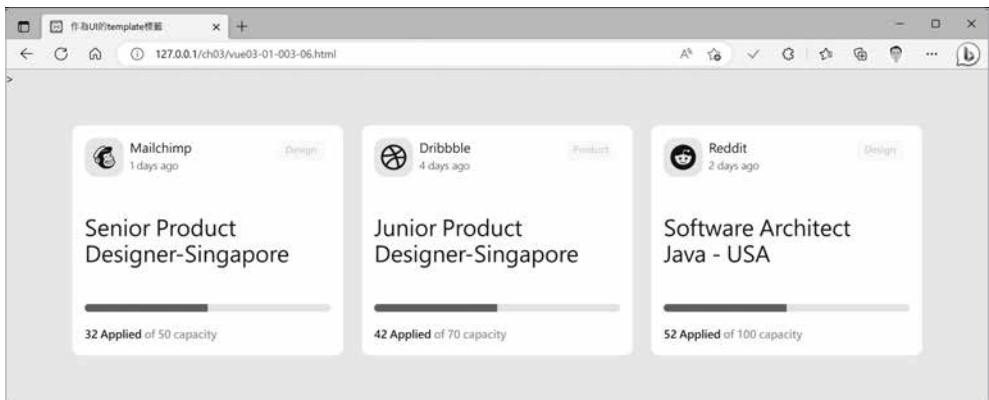 作為UI的template標籤
127.0.0.1/ch03/vue03-01-003-06.html
>
Mailchimp
1 days ago
Design
Dribbble
4 days ago
Product
Reddit
2 days ago
Design
Senior Product
Designer-Singapore
Junior Product
Designer-Singapore
Software Architect
Java - USA
32 Applied of 50 capacity
42 Applied of 70 capacity
52 Applied of 100 capacity